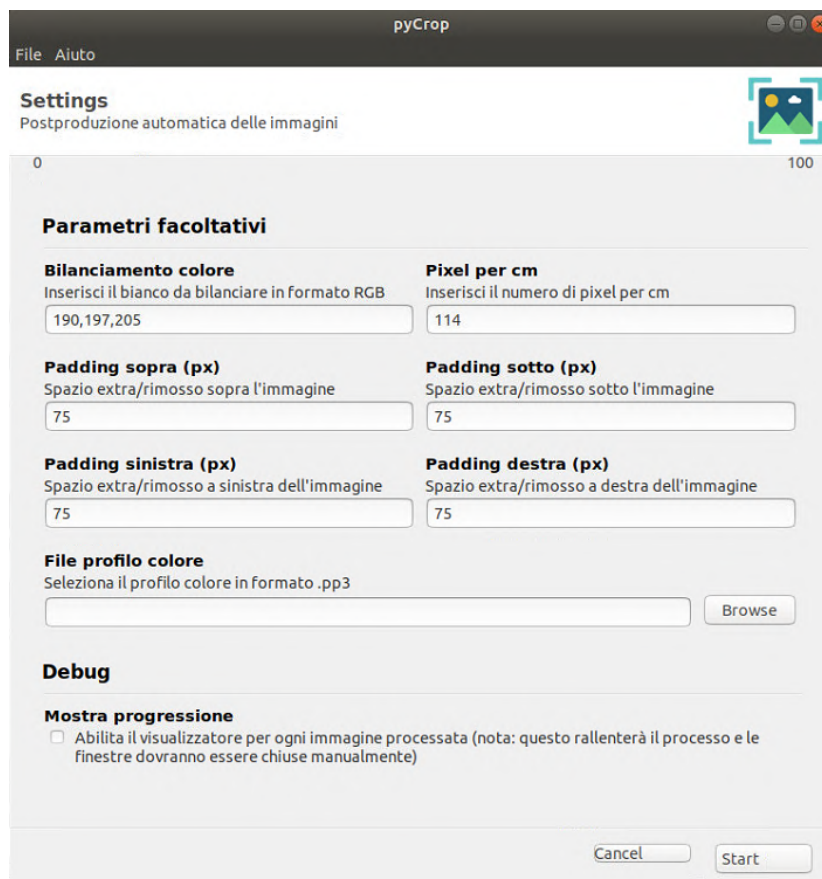 pyCrop
File Aiuto
Settings
Postproduzione automatica delle immagini
0 100
Parametri facoltativi
Bilanciamento colore Pixel per cm
Inserisci il bianco da bilanciare in formato RGB Inserisci il numero di pixel per cm
190,197,205 114
Padding sopra (px) Padding sotto (px)
Spazio extra/rimosso sopra l'immagine Spazio extra/rimosso sotto l'immagine
75 75
Padding sinistra (px) Padding destra (px)
Spazio extra/rimosso a sinistra dell'immagine Spazio extra/rimosso a destra dell'immagine
75 75
File profilo colore
Seleziona il profilo colore in formato .pp3
Browse
Debug
Mostra progressione
Abilita il visualizzatore per ogni immagine processata (nota: questo rallenterà il processo e le
finestre dovranno essere chiuse manualmente)
Cancel Start